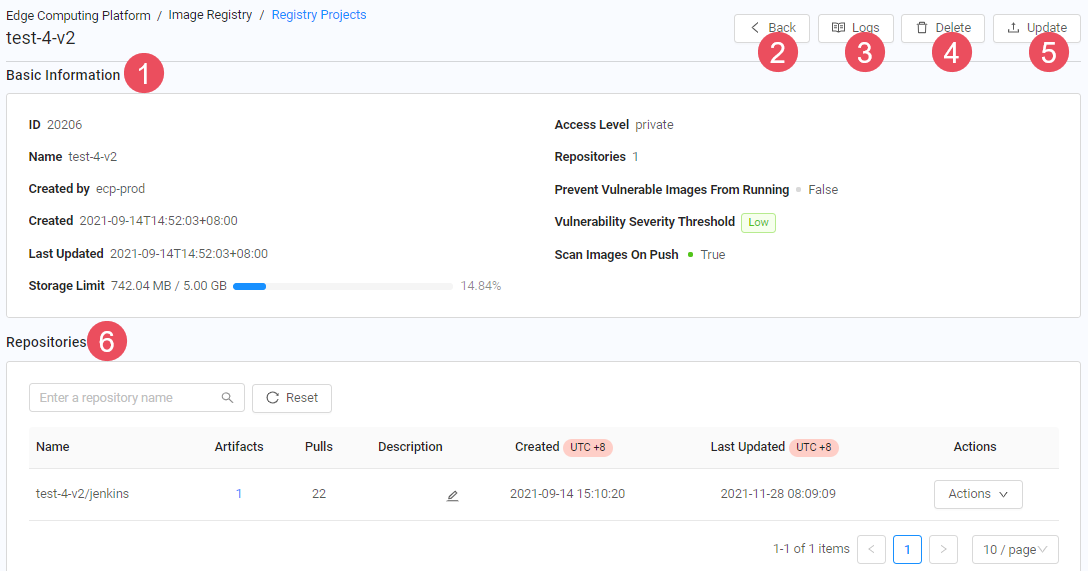 Edge Computing Platform / Image Registry / Registry Projects
test-4-v2
Back Logs Delete Update
2 3 4 5
Basic Information 1
ID 20206
Name test-4-v2
Created by ecp-prod
Created 2021-09-14T14:52:03+08:00
Last Updated 2021-09-14T14:52:03+08:00
Storage Limit 742.04 MB / 5.00 GB 14.84%
Access Level private
Repositories 1
Prevent Vulnerable Images From Running False
Vulnerability Severity Threshold Low
Scan Images On Push True
Repositories 6
Enter a repository name Reset
Name Artifacts Pulls Description Created UTC +8 Last Updated UTC +8 Actions
test-4-v2/jenkins 1 22 2021-09-14 15:10:20 2021-11-28 08:09:09 Actions
1-1 of 1 items < 1 > 10 / page